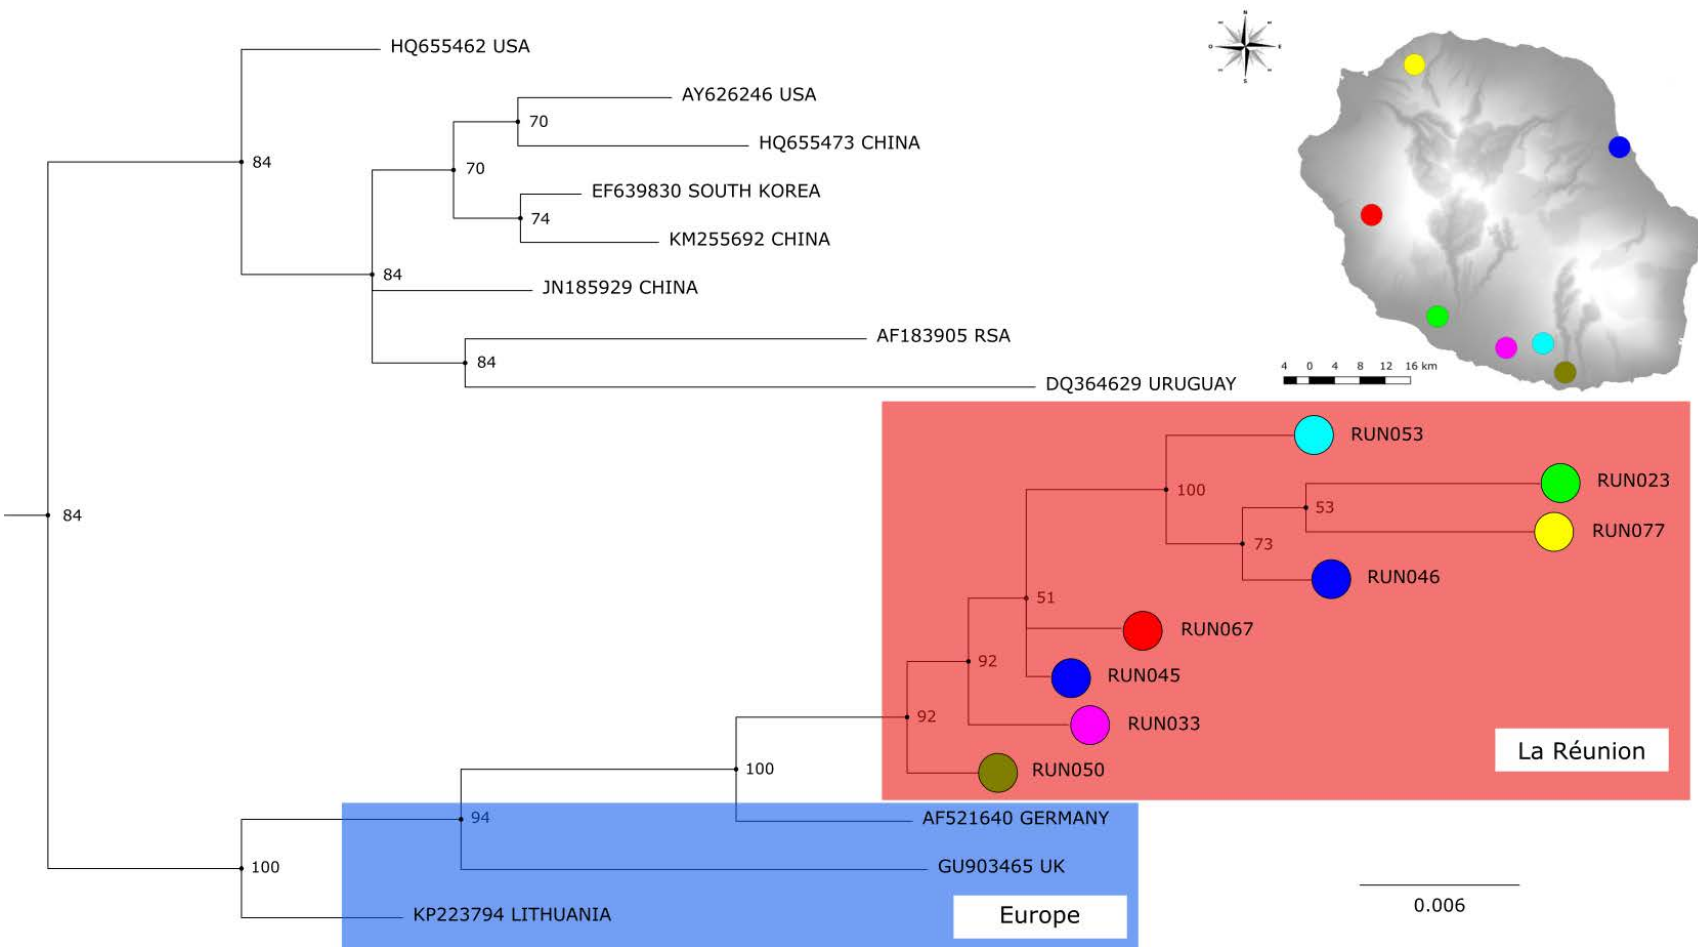 HQ655462 USA
AY626246 USA
70
HQ655473 CHINA
84
70
EF639830 SOUTH KOREA
74
KM255692 CHINA
84
JN185929 CHINA
AF183905 RSA
84
DQ364629 URUGUAY
N
O
E
S
4 0 4 8 12 16 km
RUN053
RUN023
100
53
RUN077
84
73
RUN046
51
RUN067
92
RUN045
92
RUN033
La Réunion
100
RUN050
94
AF521640 GERMANY
100
GU903465 UK
0.006
KP223794 LITHUANIA
Europe